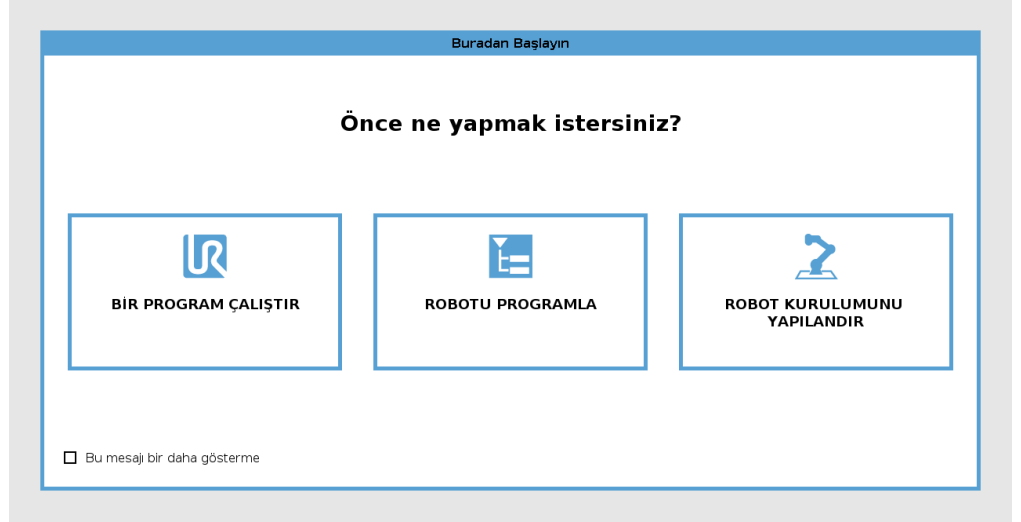 Buradan Başlayın
Önce ne yapmak istersiniz?
BİR PROGRAM ÇALIŞTIR
ROBOTU PROGRAMLA
ROBOT KURULUMUNU
YAPILANDIR
Bu mesajı bir daha gösterme